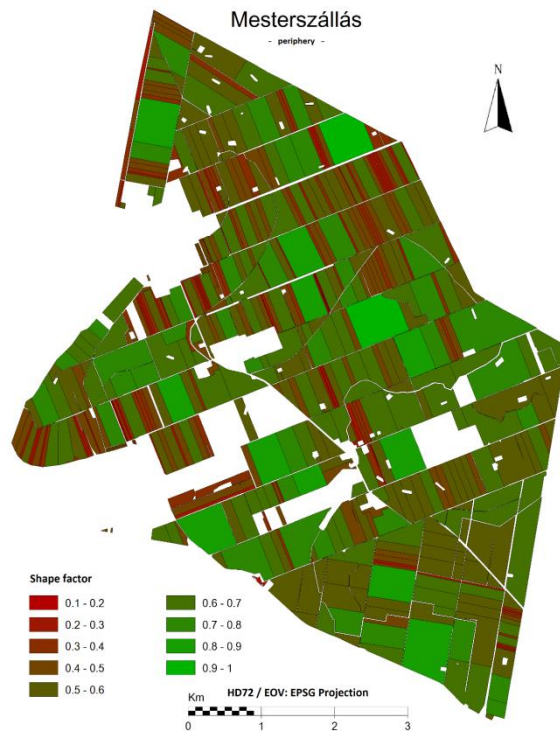 Mesterszállás
- periphery -
N
Shape factor
0.1 - 0.2
0.2 - 0.3
0.3 - 0.4
0.4 - 0.5
0.5 - 0.6
0.6 - 0.7
0.7 - 0.8
0.8 - 0.9
0.9 - 1
Km HD72 / EOV: EPSG Projection
0 1 2 3